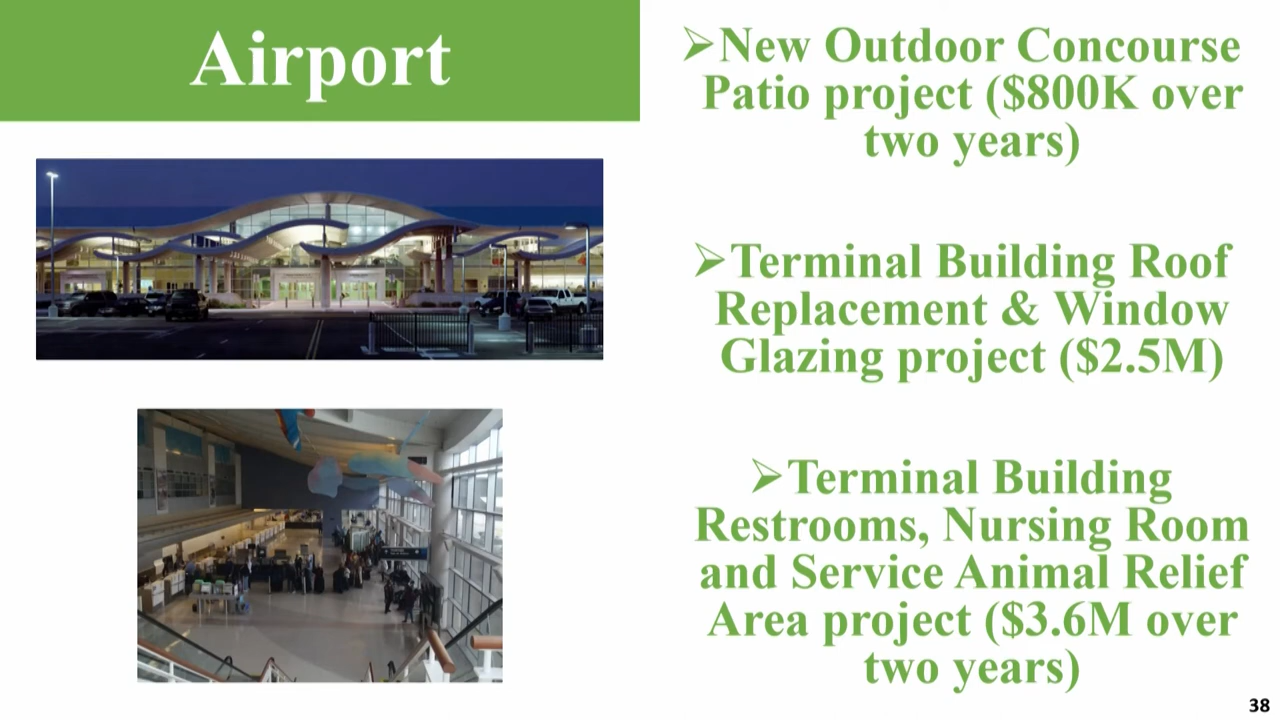 Airport
➢New Outdoor Concourse
Patio project ($800K over
two years)
➢Terminal Building Roof
Replacement & Window
Glazing project ($2.5M)
➢Terminal Building
Restrooms, Nursing Room
and Service Animal Relief
Area project ($3.6M over
two years)
38